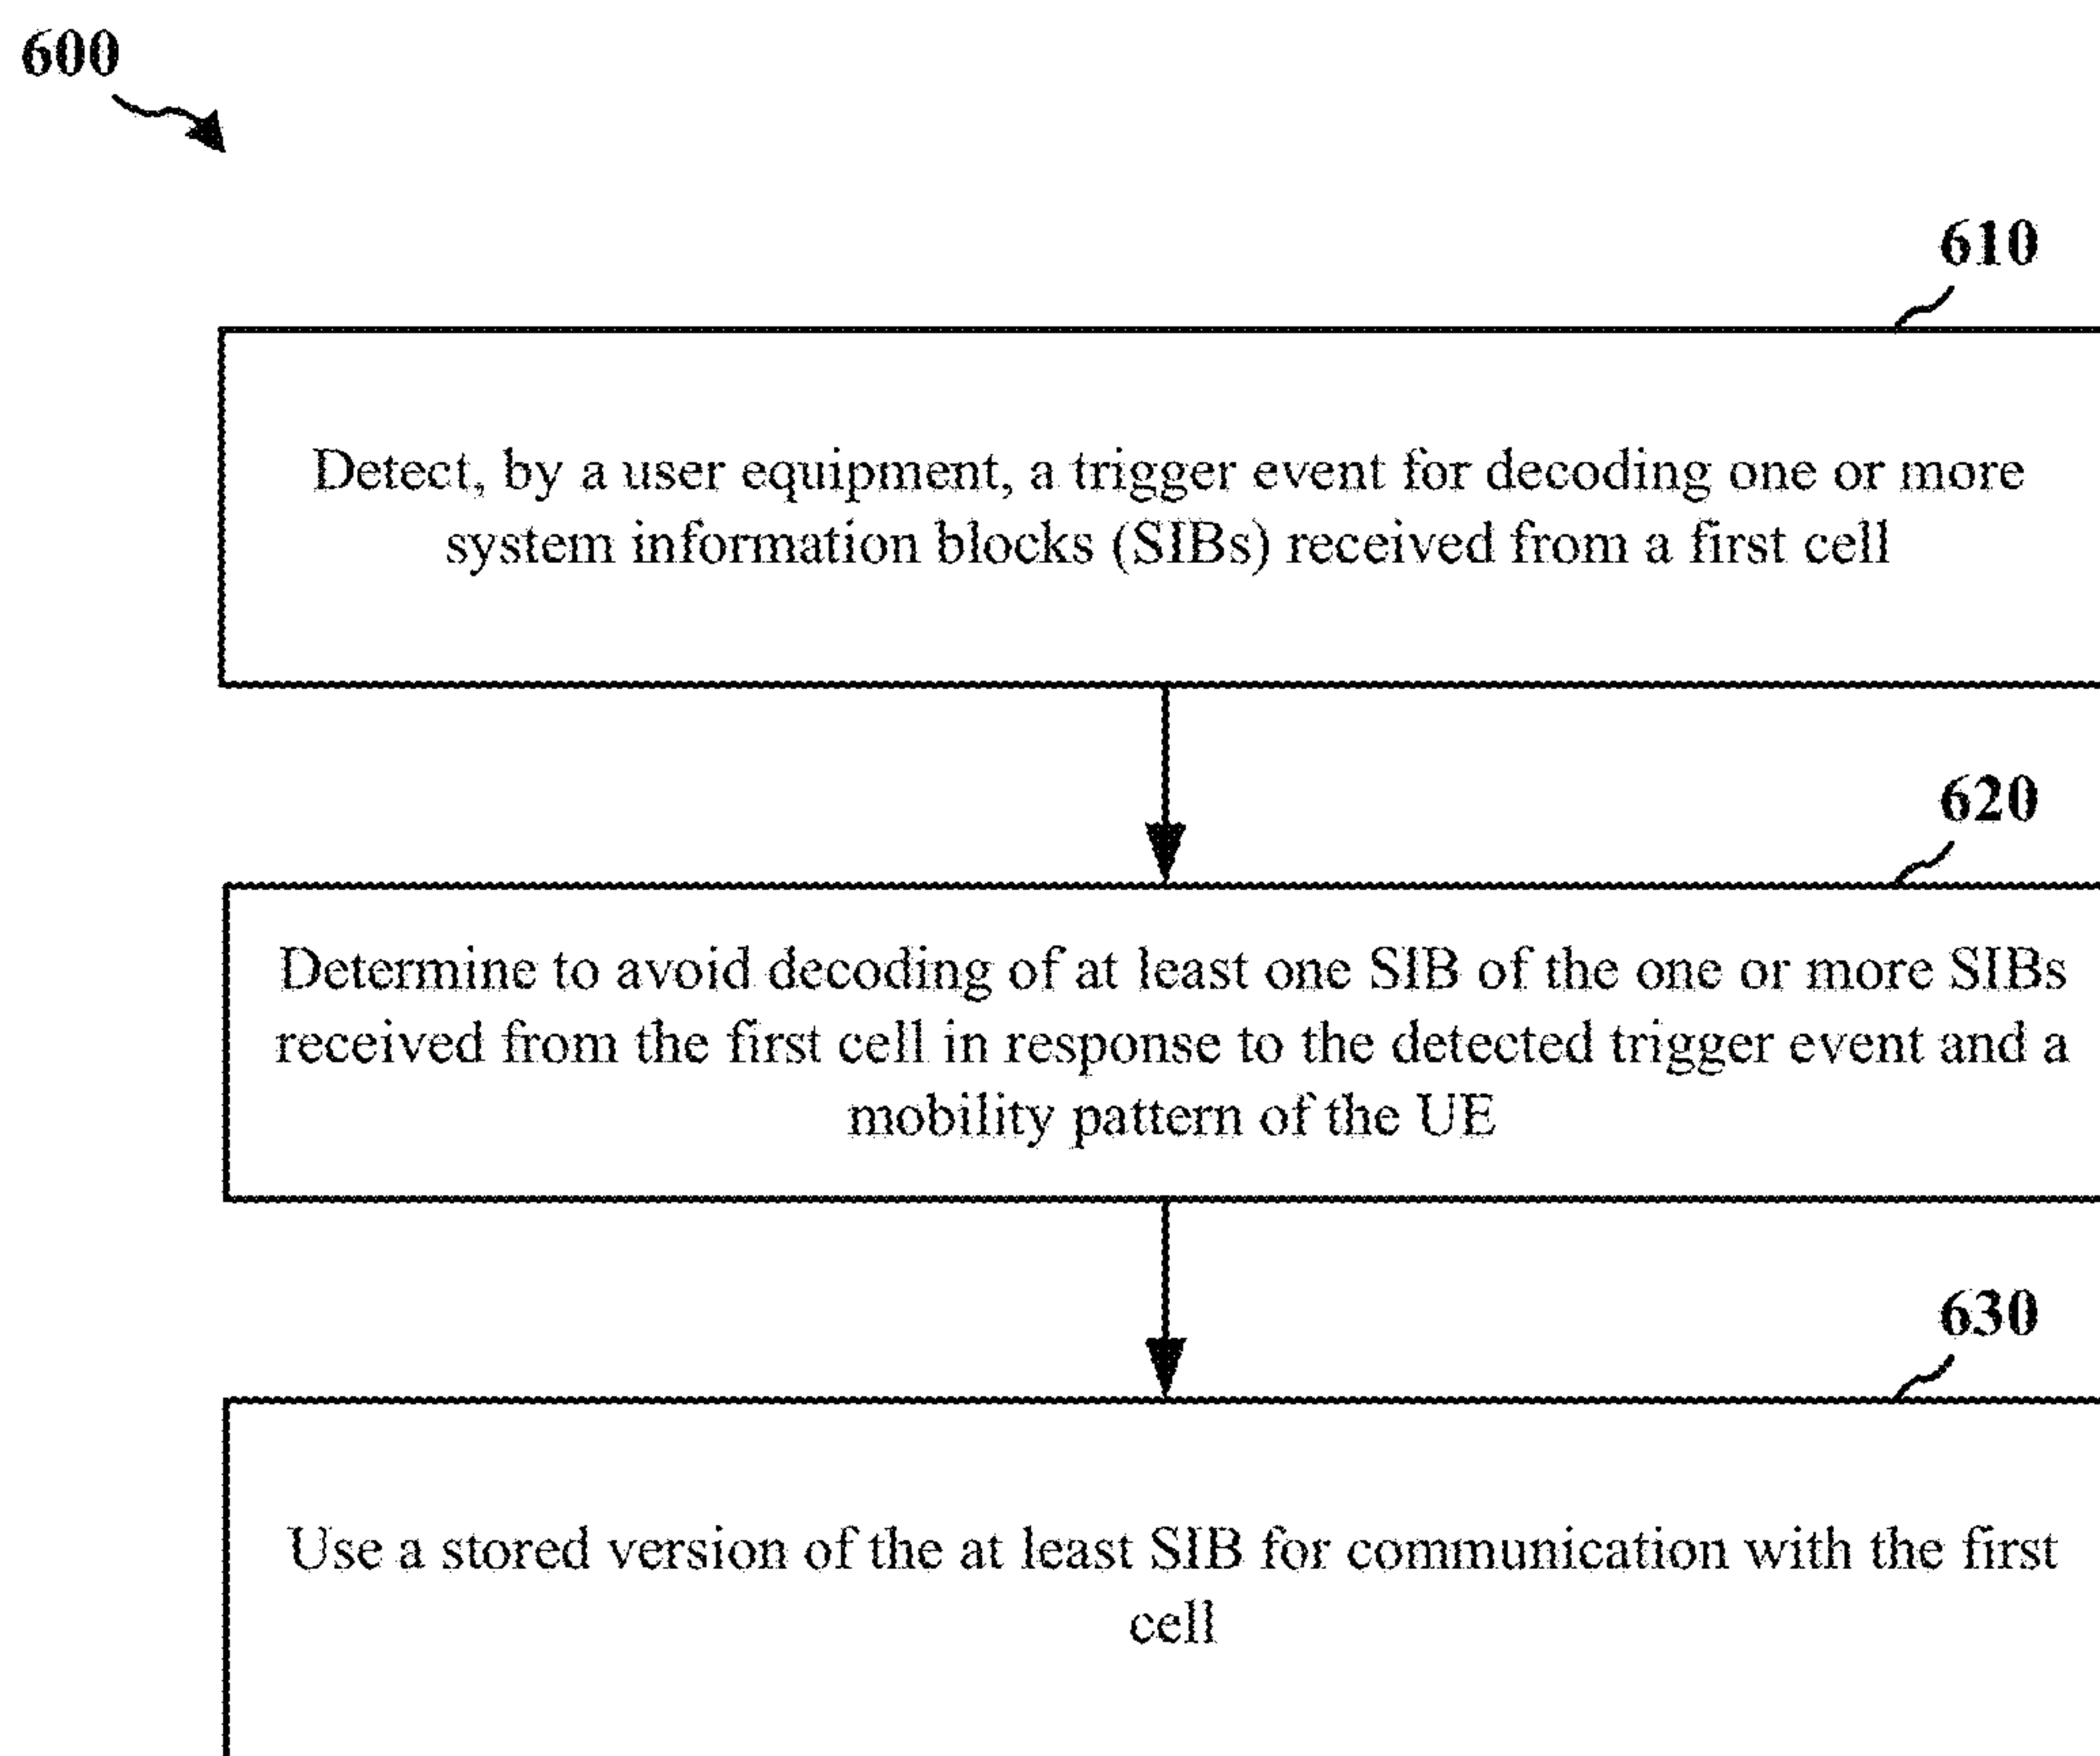 600
610
Detect, by a user equipment, a trigger event for decoding one or more
system information blocks (SIBs) received from a first cell
620
Determine to avoid decoding of at least one SIB of the one or more SIBs
received from the first cell in response to the detected trigger event and a
mobility pattern of the UE
630
Use a stored version of the at least SIB for communication with the first
cell